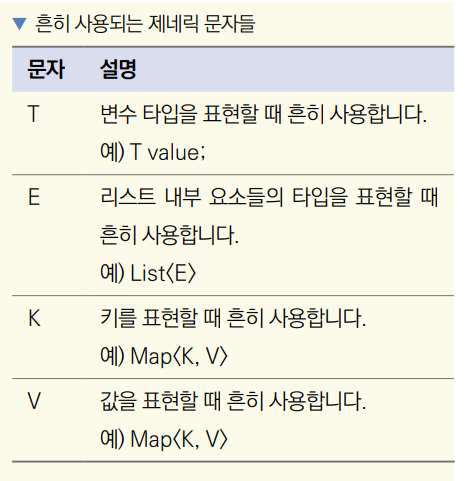 ▼ 흔히 사용되는 제네릭 문자들
문자 설명
T 변수 타입을 표현할 때 흔히 사용합니다.
예) T value;
E 리스트 내부 요소들의 타입을 표현할 때
흔히 사용합니다.
예) List〈E〉
K 키를 표현할 때 흔히 사용합니다.
예) Map〈K, V〉
V 값을 표현할 때 흔히 사용합니다.
예) Map〈K, V〉